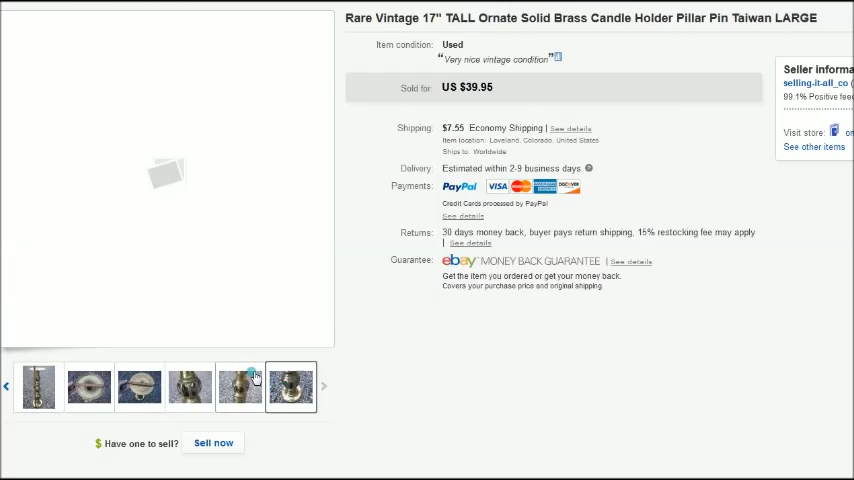 Rare Vintage 17" TALL Ornate Solid Brass Candle Holder Pillar Pin Taiwan LARGE
Item condition: Used
“Very nice vintage condition”
Sold for: US $39.95
Shipping: $7.55 Economy Shipping | See details
Item location: Loveland, Colorado, United States
Ships to: Worldwide
Delivery: Estimated within 2-9 business days
Payments: PayPal VISA MasterCard AMERICAN EXPRESS DISCOVER
Credit Cards processed by PayPal
See details
Returns: 30 days money back, buyer pays return shipping, 15% restocking fee may apply
| See details
Guarantee: ebay MONEY BACK GUARANTEE | See details
Get the item you ordered or get your money back.
Covers your purchase price and original shipping
Seller informa
selling-it-all_co (
99.1% Positive fee
Visit store: on
See other items
$ Have one to sell? Sell now